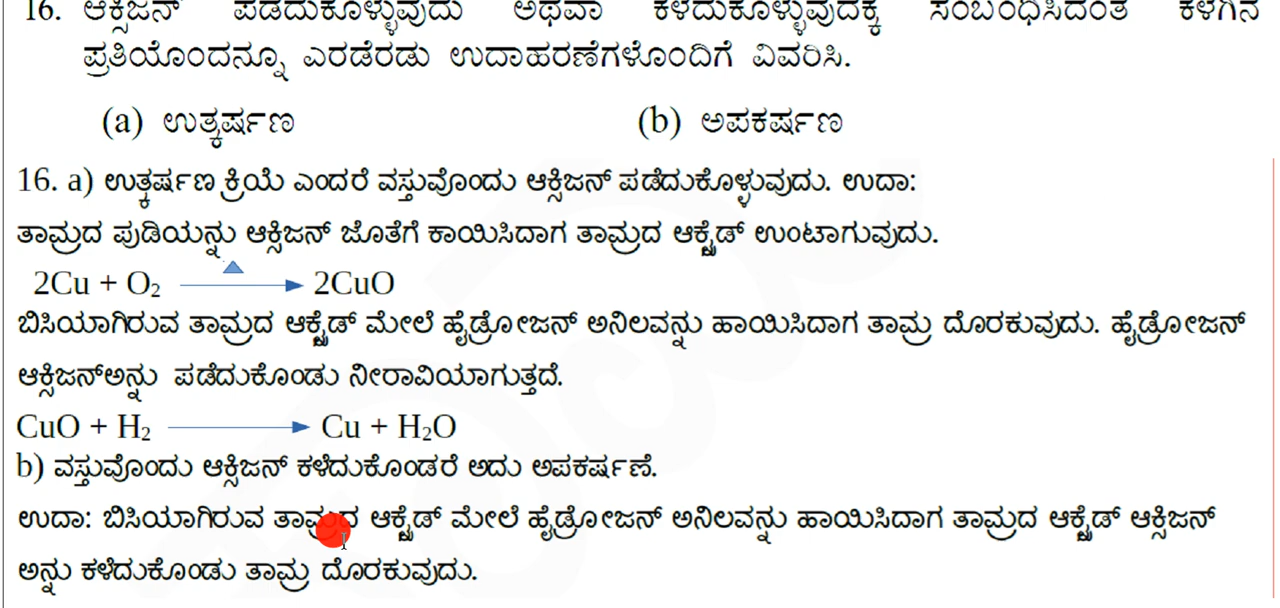 16. ಆಕ್ಸಿಜನ್ ಪಡೆದುಕೊಳ್ಳುವುದು ಅಥವಾ ಕಳೆದುಕೊಳ್ಳುವುದಕ್ಕೆ ಸಂಬಂಧಿಸಿದಂತೆ ಕೆಳಗಿನ
ಪ್ರತಿಯೊಂದನ್ನೂ ಎರಡೆರಡು ಉದಾಹರಣೆಗಳೊಂದಿಗೆ ವಿವರಿಸಿ.
(a) ಉತ್ಕರ್ಷಣ (b) ಅಪಕರ್ಷಣ
16. a) ಉತ್ಕರ್ಷಣ ಕ್ರಿಯೆ ಎಂದರೆ ವಸ್ತುವೊಂದು ಆಕ್ಸಿಜನ್ ಪಡೆದುಕೊಳ್ಳುವುದು. ಉದಾ:
ತಾಮ್ರದ ಪುಡಿಯನ್ನು ಆಕ್ಸಿಜನ್ ಜೊತೆಗೆ ಕಾಯಿಸಿದಾಗ ತಾಮ್ರದ ಆಕ್ಸೈಡ್ ಉಂಟಾಗುವುದು.
2Cu + O₂ ⟶ 2CuO
ಬಿಸಿಯಾಗಿರುವ ತಾಮ್ರದ ಆಕ್ಸೈಡ್ ಮೇಲೆ ಹೈಡ್ರೋಜನ್ ಅನಿಲವನ್ನು ಹಾಯಿಸಿದಾಗ ತಾಮ್ರ ದೊರಕುವುದು. ಹೈಡ್ರೋಜನ್
ಆಕ್ಸಿಜನ್‌ಅನ್ನು ಪಡೆದುಕೊಂಡು ನೀರಾವಿಯಾಗುತ್ತದೆ.
CuO + H₂ ⟶ Cu + H₂O
b) ವಸ್ತುವೊಂದು ಆಕ್ಸಿಜನ್ ಕಳೆದುಕೊಂಡರೆ ಅದು ಅಪಕರ್ಷಣೆ.
ಉದಾ: ಬಿಸಿಯಾಗಿರುವ ತಾಮ್ರದ ಆಕ್ಸೈಡ್ ಮೇಲೆ ಹೈಡ್ರೋಜನ್ ಅನಿಲವನ್ನು ಹಾಯಿಸಿದಾಗ ತಾಮ್ರದ ಆಕ್ಸೈಡ್ ಆಕ್ಸಿಜನ್
ಅನ್ನು ಕಳೆದುಕೊಂಡು ತಾಮ್ರ ದೊರಕುವುದು.